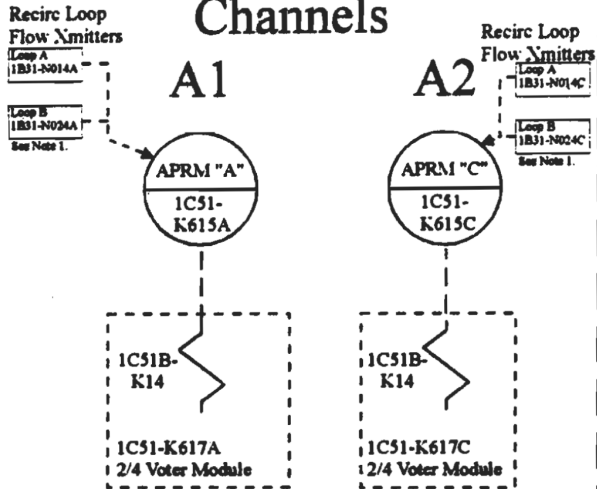 Channels
Recirc Loop
Flow Xmitters
Loop A
1B31-N014A
Loop B
1B31-N024A
See Note 1.
A1
APRM "A"
1C51-
K615A
1C51B-
K14
1C51-K617A
2/4 Voter Module
A2
Recirc Loop
Flow Xmitters
Loop A
1B31-N014C
Loop B
1B31-N024C
See Note 1.
APRM "C"
1C51-
K615C
1C51B-
K14
1C51-K617C
2/4 Voter Module